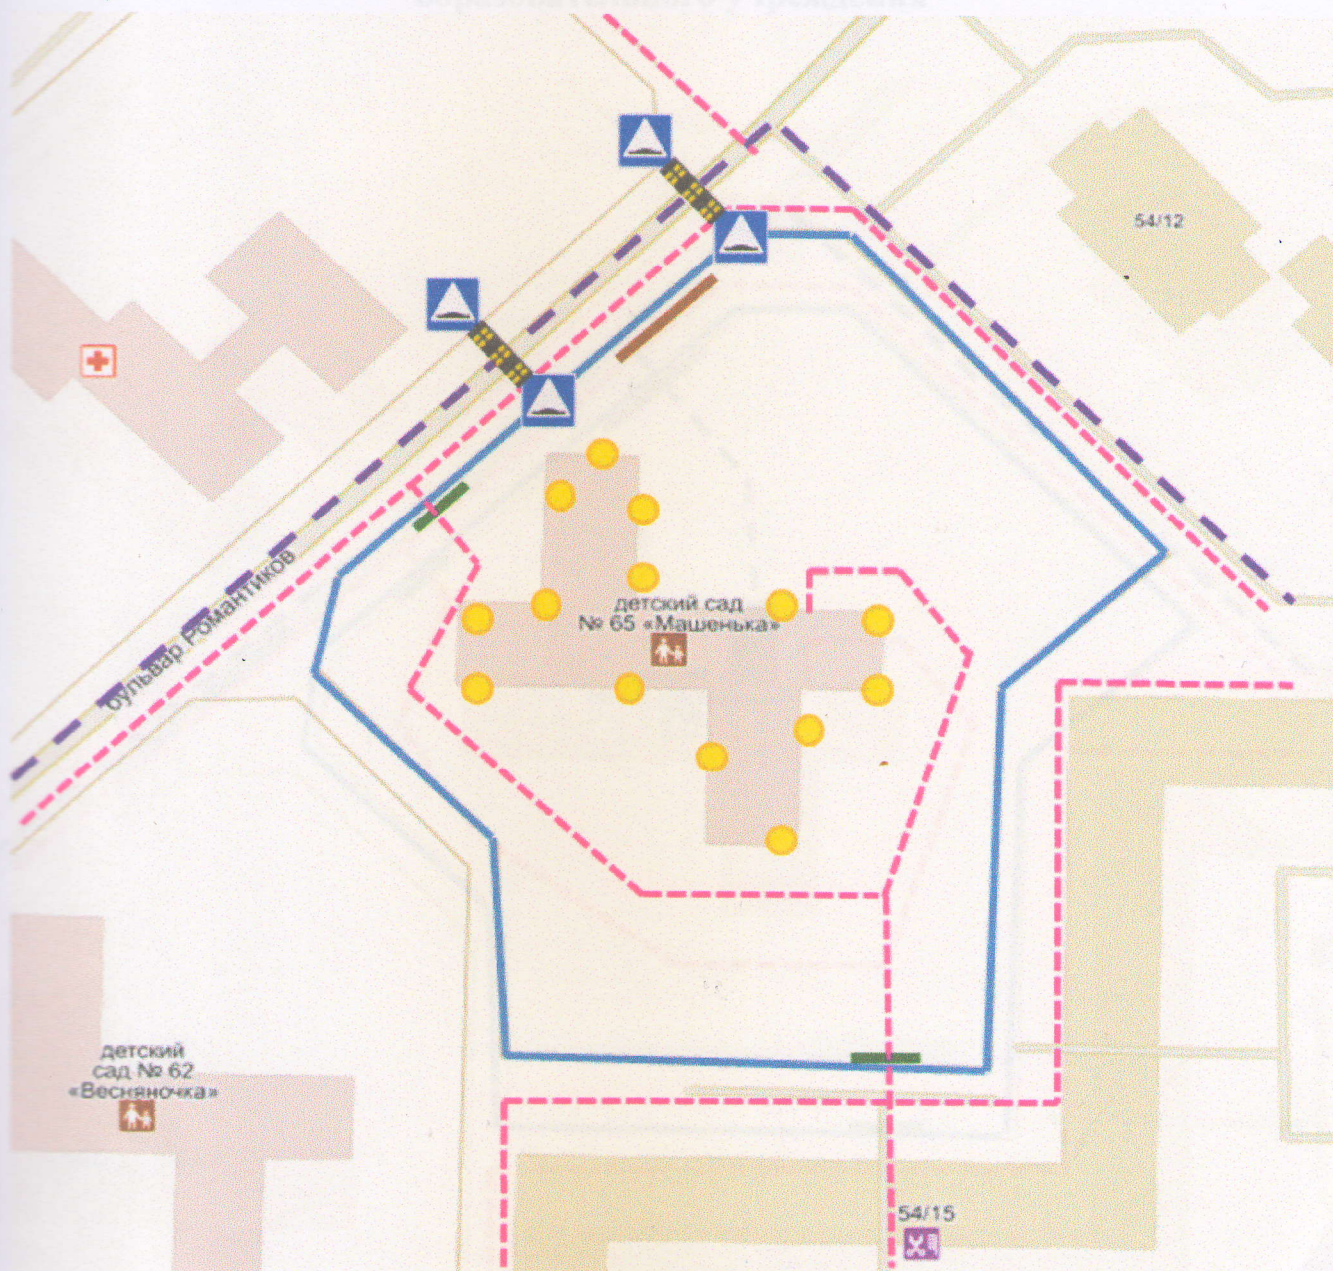 54/12
бульвар Романтиков
детский сад
№ 65 «Машенька»
детский
сад № 62
«Весняночка»
54/15